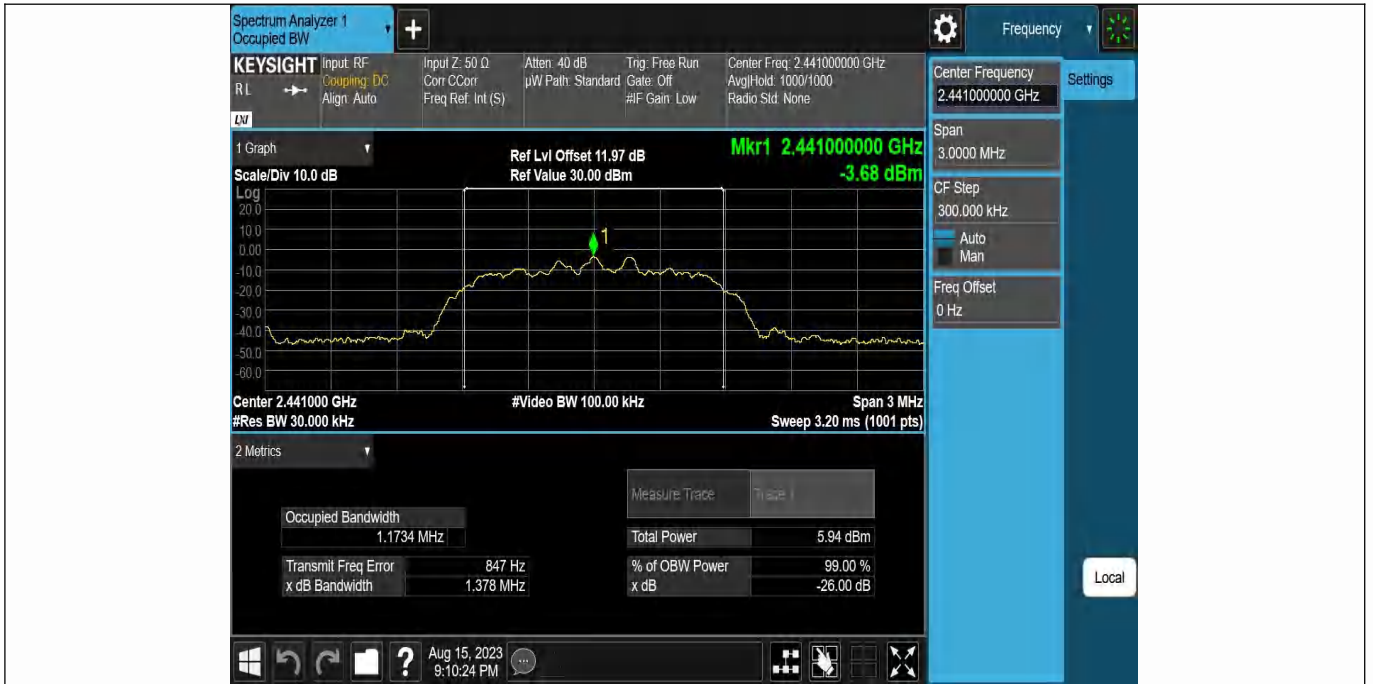 Spectrum Analyzer 1
Occupied BW
Frequency
KEYSIGHT
R L
LXI
Input: RF
Coupling: DC
Align: Auto
Input Z: 50 Ω
Corr CCorr
Freq Ref: Int (S)
Atten: 40 dB
µW Path: Standard
Trig: Free Run
Gate: Off
#IF Gain: Low
Center Freq: 2.441000000 GHz
Avg|Hold: 1000/1000
Radio Std: None
Center Frequency
2.441000000 GHz
Settings
Span
3.0000 MHz
CF Step
300.000 kHz
Auto
Man
Freq Offset
0 Hz
1 Graph
Scale/Div 10.0 dB
Ref Lvl Offset 11.97 dB
Ref Value 30.00 dBm
Mkr1 2.441000000 GHz
-3.68 dBm
Log
20.0
10.0
0.00
-10.0
-20.0
-30.0
-40.0
-50.0
-60.0
1
Center 2.441000 GHz
#Res BW 30.000 kHz
#Video BW 100.00 kHz
Span 3 MHz
Sweep 3.20 ms (1001 pts)
2 Metrics
Measure Trace
Trace 1
Occupied Bandwidth
1.1734 MHz
Total Power
5.94 dBm
Transmit Freq Error
847 Hz
% of OBW Power
99.00 %
x dB Bandwidth
1.378 MHz
x dB
-26.00 dB
Local
?
Aug 15, 2023
9:10:24 PM